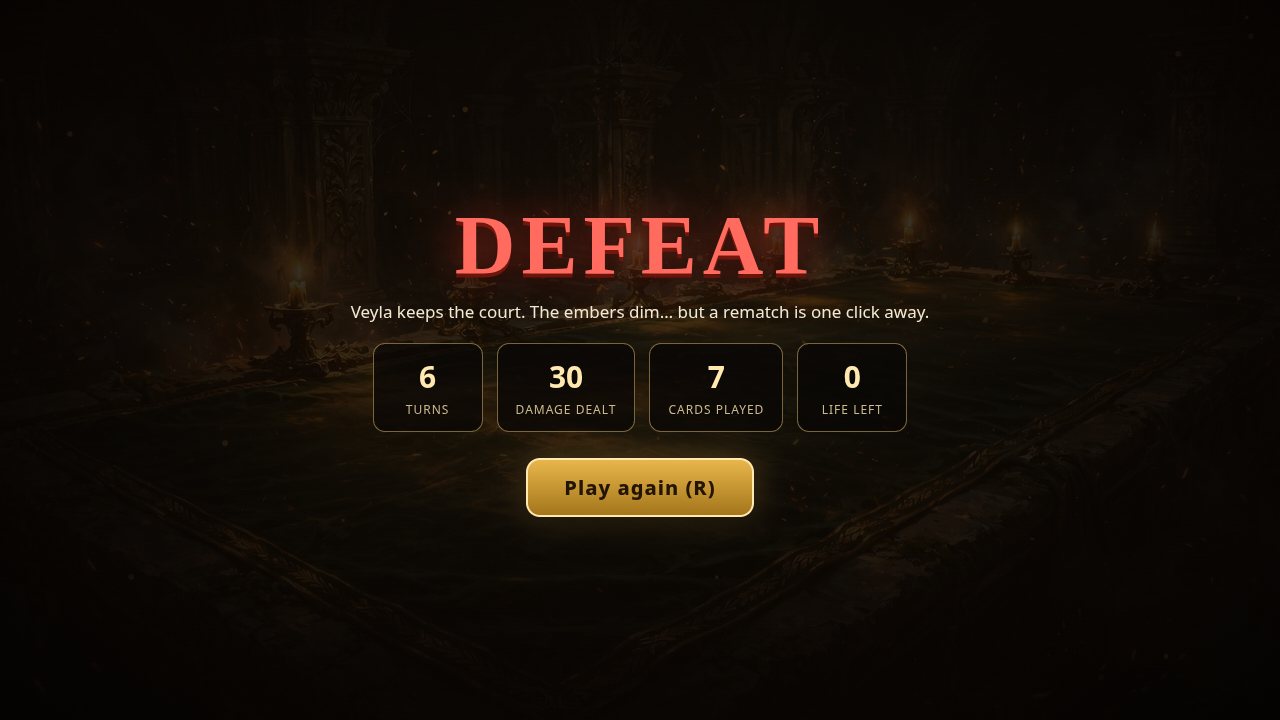 DEFEAT
Veyla keeps the court. The embers dim... but a rematch is one click away.
6
TURNS
30
DAMAGE DEALT
7
CARDS PLAYED
0
LIFE LEFT
Play again (R)